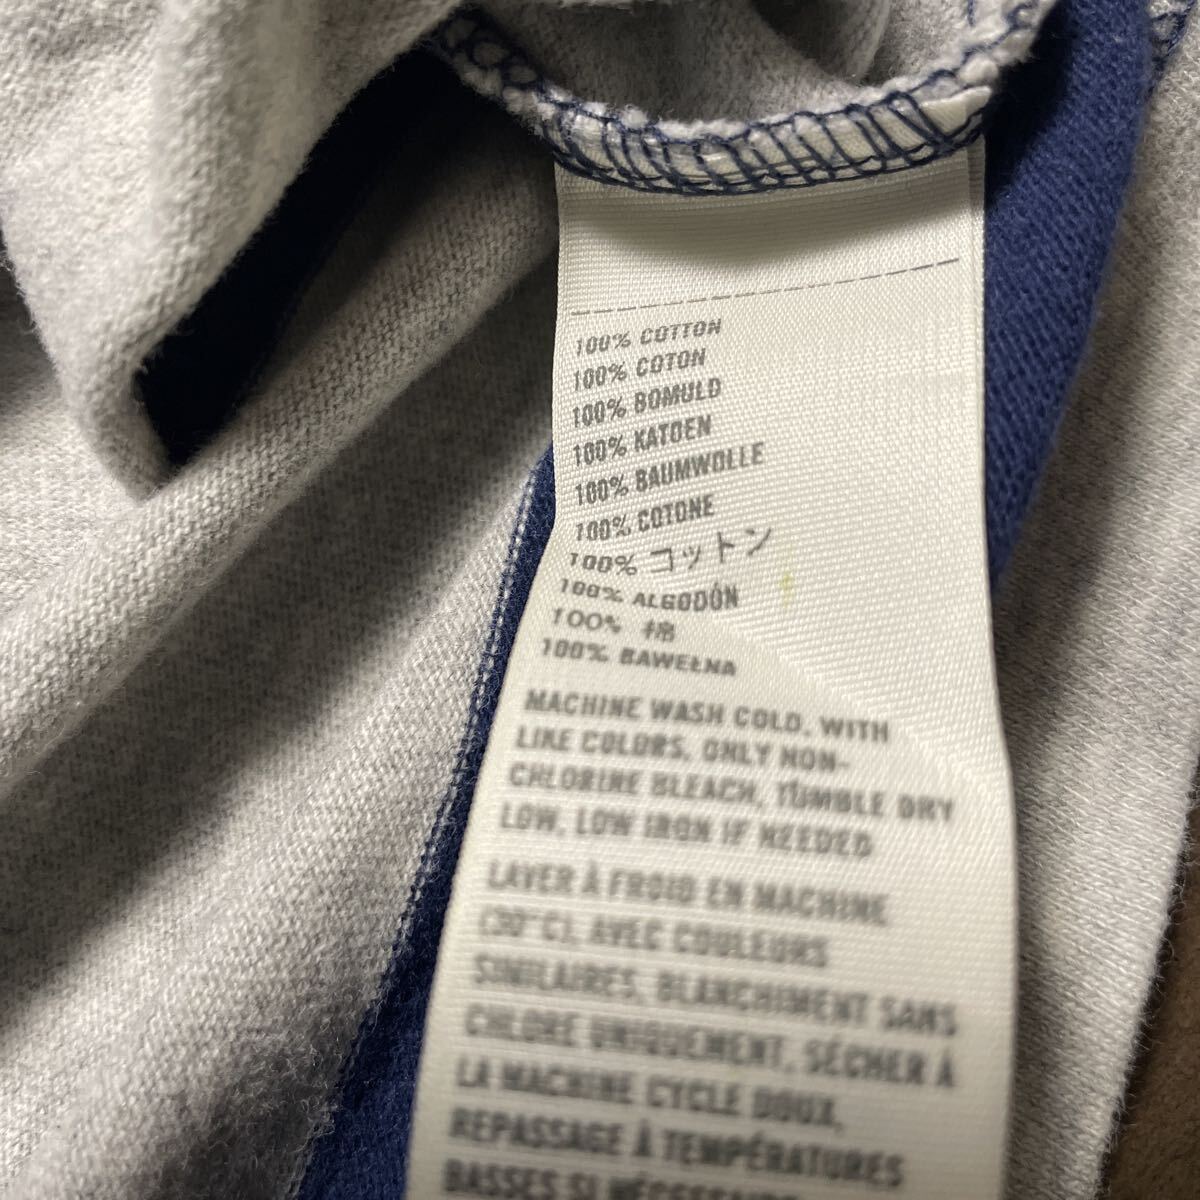 100% COTTON
100% COTON
100% BOMULD
100% KATOEN
100% BAUMWOLLE
100% COTONE
100% コットン
100% ALGODÓN
100% 棉
100% BAWEŁNA
MACHINE WASH COLD, WITH
LIKE COLORS, ONLY NON-
CHLORINE BLEACH, TUMBLE DRY
LOW, LOW IRON IF NEEDED
LAVER À FROID EN MACHINE
(30°C), AVEC COULEURS
SIMILAIRES, BLANCHIMENT SANS
CHLORE UNIQUEMENT, SÉCHER À
LA MACHINE CYCLE DOUX,
REPASSAGE À TEMPÉRATURES
BASSES SI NÉCESSAIRE